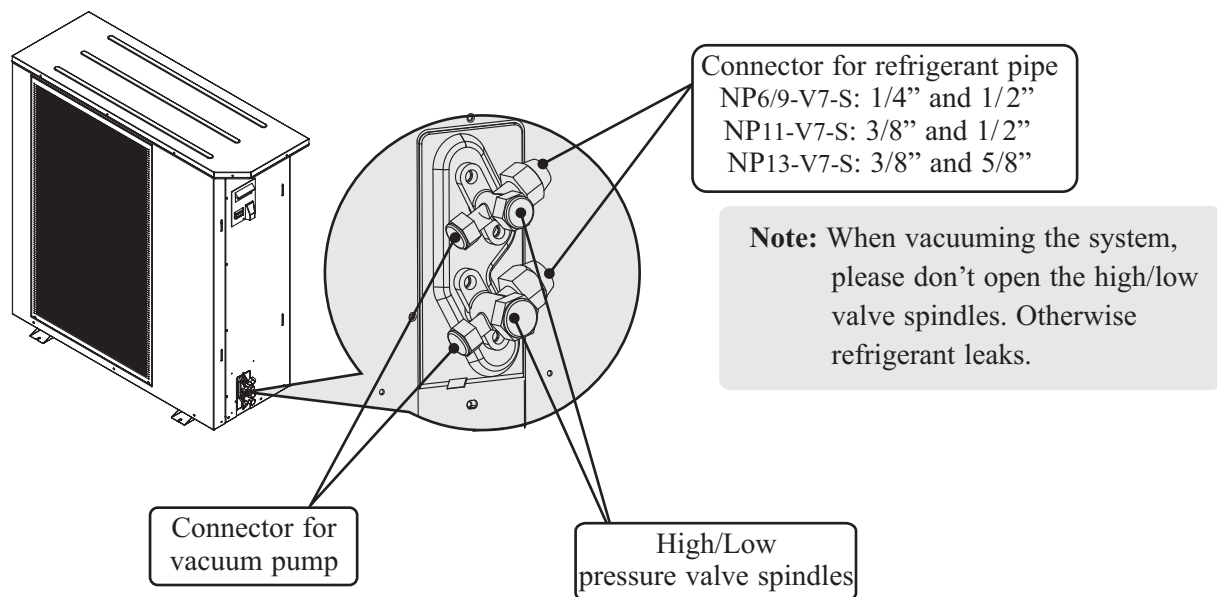 Connector for refrigerant pipe
NP6/9-V7-S: 1/4” and 1/2”
NP11-V7-S: 3/8” and 1/2”
NP13-V7-S: 3/8” and 5/8”
Note: When vacuuming the system,
please don’t open the high/low
valve spindles. Otherwise
refrigerant leaks.
Connector for
vacuum pump
High/Low
pressure valve spindles